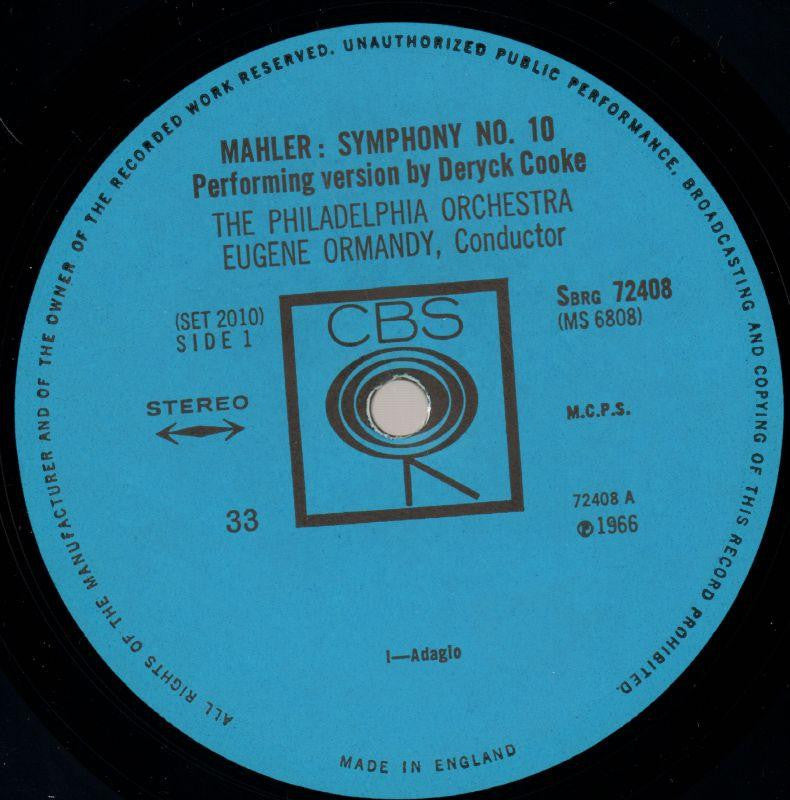 ALL RIGHTS OF THE MANUFACTURER AND OF THE OWNER OF THE RECORDED WORK RESERVED. UNAUTHORIZED PUBLIC PERFORMANCE, BROADCASTING AND COPYING OF THIS RECORD PROHIBITED.
MAHLER: SYMPHONY NO. 10
Performing version by Deryck Cooke
THE PHILADELPHIA ORCHESTRA
EUGENE ORMANDY, Conductor
(SET 2010)
SIDE 1
CBS
SBRG 72408
(MS 6808)
STEREO
M.C.P.S.
33
72408 A
℗ 1966
I—Adagio
MADE IN ENGLAND